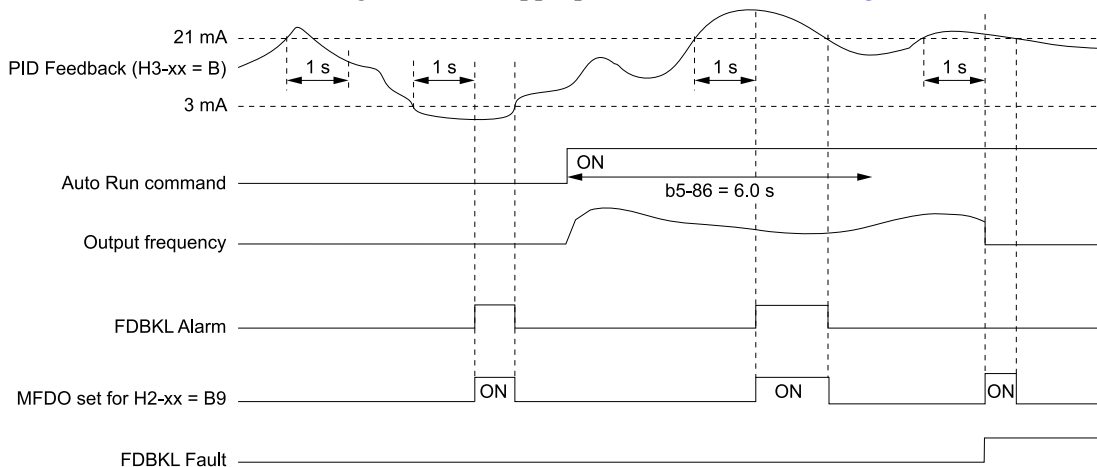 21 mA
PID Feedback (H3-xx = B)
1 s
1 s
1 s
1 s
3 mA
Auto Run command
ON
b5-86 = 6.0 s
Output frequency
FDBKL Alarm
MFDO set for H2-xx = B9
ON
ON
ON
FDBKL Fault